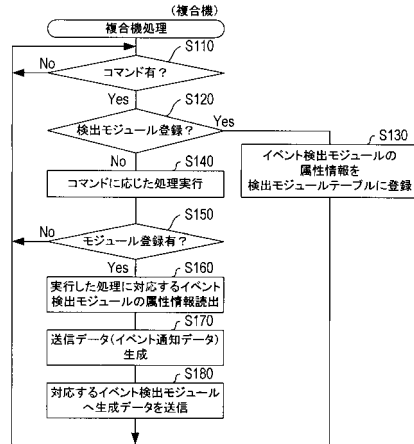 (複合機)
複合機処理
S110
No
コマンド有?
Yes
S120
検出モジュール登録?
Yes
S130
No
S140
イベント検出モジュールの
属性情報を
検出モジュールテーブルに登録
コマンドに応じた処理実行
S150
No
モジュール登録有?
Yes
S160
実行した処理に対応するイベント
検出モジュールの属性情報読出
S170
送信データ(イベント通知データ)
生成
S180
対応するイベント検出モジュール
へ生成データを送信